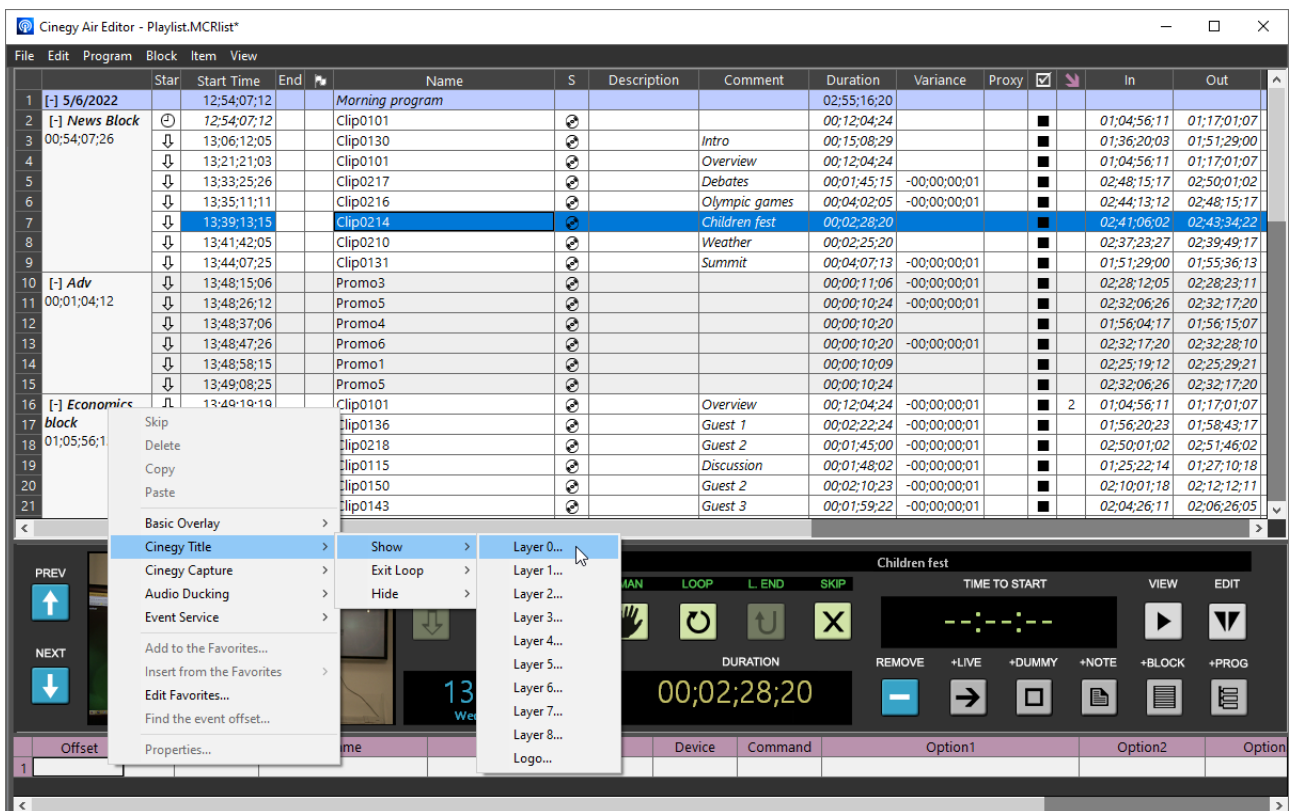 Cinegy Air Editor - Playlist.MCRlist*
File Edit Program Block Item View
Star Start Time End Name S Description Comment Duration Variance Proxy In Out
1 [-] 5/6/2022 12;54;07;12 Morning program 02;55;16;20
2 [-] News Block 12;54;07;12 Clip0101 00;12;04;24 01;04;56;11 01;17;01;07
3 00;54;07;26 13;06;12;05 Clip0130 Intro 00;15;08;29 01;36;20;03 01;51;29;00
4 13;21;21;03 Clip0101 Overview 00;12;04;24 01;04;56;11 01;17;01;07
5 13;33;25;26 Clip0217 Debates 00;01;45;15 -00;00;00;01 02;48;15;17 02;50;01;02
6 13;35;11;11 Clip0216 Olympic games 00;04;02;05 -00;00;00;01 02;44;13;12 02;48;15;17
7 13;39;13;15 Clip0214 Children fest 00;02;28;20 02;41;06;02 02;43;34;22
8 13;41;42;05 Clip0210 Weather 00;02;25;20 02;37;23;27 02;39;49;17
9 13;44;07;25 Clip0131 Summit 00;04;07;13 -00;00;00;01 01;51;29;00 01;55;36;13
10 [-] Adv 13;48;15;06 Promo3 00;00;11;06 -00;00;00;01 02;28;12;05 02;28;23;11
11 00;01;04;12 13;48;26;12 Promo5 00;00;10;24 -00;00;00;01 02;32;06;26 02;32;17;20
12 13;48;37;06 Promo4 00;00;10;20 01;56;04;17 01;56;15;07
13 13;48;47;26 Promo6 00;00;10;20 -00;00;00;01 02;32;17;20 02;32;28;10
14 13;48;58;15 Promo1 00;00;10;09 02;25;19;12 02;25;29;21
15 13;49;08;25 Promo5 00;00;10;24 02;32;06;26 02;32;17;20
16 [-] Economics 13;49;19;19 Clip0101 Overview 00;12;04;24 -00;00;00;01 2 01;04;56;11 01;17;01;07
17 block Clip0136 Guest 1 00;02;22;24 -00;00;00;01 01;56;20;23 01;58;43;17
18 01;05;56;1 Clip0218 Guest 2 00;01;45;00 -00;00;00;01 02;50;01;02 02;51;46;02
19 Clip0115 Discussion 00;01;48;02 -00;00;00;01 01;25;22;14 01;27;10;18
20 Clip0150 Guest 2 00;02;10;23 -00;00;00;01 02;10;01;18 02;12;12;11
21 Clip0143 Guest 3 00;01;59;22 -00;00;00;01 02;04;26;11 02;06;26;05
Skip
Delete
Copy
Paste
Basic Overlay
Cinegy Title
Cinegy Capture
Audio Ducking
Event Service
Add to the Favorites...
Insert from the Favorites
Edit Favorites...
Find the event offset...
Properties...
Show
Exit Loop
Hide
Layer 0...
Layer 1...
Layer 2...
Layer 3...
Layer 4...
Layer 5...
Layer 6...
Layer 7...
Layer 8...
Logo...
Children fest
PREV
NEXT
MAN LOOP L. END SKIP
TIME TO START
--;--;--
VIEW EDIT
DURATION
00;02;28;20
13
Wed
REMOVE +LIVE +DUMMY +NOTE +BLOCK +PROG
Offset me Device Command Option1 Option2 Option
1